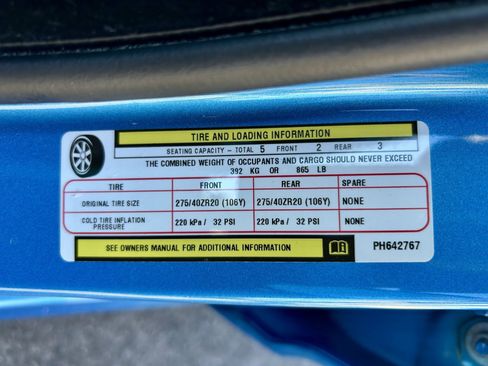 TIRE AND LOADING INFORMATION
SEATING CAPACITY - TOTAL 5 FRONT 2 REAR 3
THE COMBINED WEIGHT OF OCCUPANTS AND CARGO SHOULD NEVER EXCEED
392 KG OR 865 LB
TIRE FRONT REAR SPARE
ORIGINAL TIRE SIZE 275/40ZR20 (106Y) 275/40ZR20 (106Y) NONE
COLD TIRE INFLATION PRESSURE 220 kPa / 32 PSI 220 kPa / 32 PSI NONE
SEE OWNERS MANUAL FOR ADDITIONAL INFORMATION PH642767